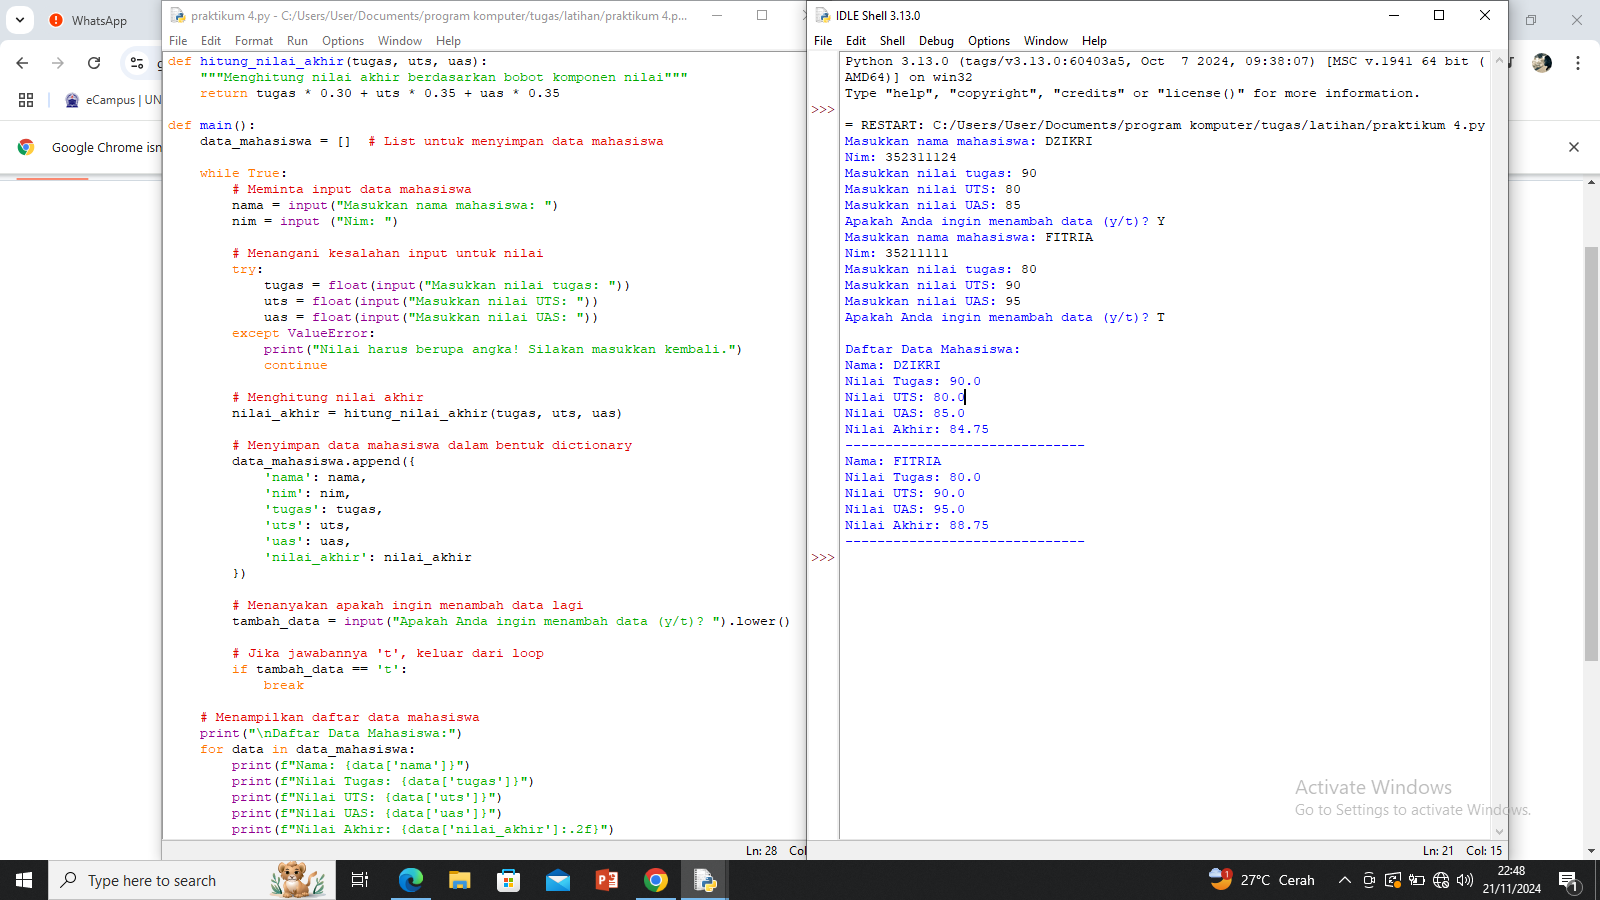 WhatsApp
eCampus | UN
Google Chrome isn
praktikum 4.py - C:/Users/User/Documents/program komputer/tugas/latihan/praktikum 4.p...
File Edit Format Run Options Window Help
def hitung_nilai_akhir(tugas, uts, uas):
    """Menghitung nilai akhir berdasarkan bobot komponen nilai"""
    return tugas * 0.30 + uts * 0.35 + uas * 0.35
def main():
    data_mahasiswa = []  # List untuk menyimpan data mahasiswa
    while True:
        # Meminta input data mahasiswa
        nama = input("Masukkan nama mahasiswa: ")
        nim = input ("Nim: ")
        # Menangani kesalahan input untuk nilai
        try:
            tugas = float(input("Masukkan nilai tugas: "))
            uts = float(input("Masukkan nilai UTS: "))
            uas = float(input("Masukkan nilai UAS: "))
        except ValueError:
            print("Nilai harus berupa angka! Silakan masukkan kembali.")
            continue
        # Menghitung nilai akhir
        nilai_akhir = hitung_nilai_akhir(tugas, uts, uas)
        # Menyimpan data mahasiswa dalam bentuk dictionary
        data_mahasiswa.append({
            'nama': nama,
            'nim': nim,
            'tugas': tugas,
            'uts': uts,
            'uas': uas,
            'nilai_akhir': nilai_akhir
        })
        # Menanyakan apakah ingin menambah data lagi
        tambah_data = input("Apakah Anda ingin menambah data (y/t)? ").lower()
        # Jika jawabannya 't', keluar dari loop
        if tambah_data == 't':
            break
    # Menampilkan daftar data mahasiswa
    print("\nDaftar Data Mahasiswa:")
    for data in data_mahasiswa:
        print(f"Nama: {data['nama']}")
        print(f"Nilai Tugas: {data['tugas']}")
        print(f"Nilai UTS: {data['uts']}")
        print(f"Nilai UAS: {data['uas']}")
        print(f"Nilai Akhir: {data['nilai_akhir']:.2f}")
Ln: 28 Col
IDLE Shell 3.13.0
File Edit Shell Debug Options Window Help
Python 3.13.0 (tags/v3.13.0:60403a5, Oct  7 2024, 09:38:07) [MSC v.1941 64 bit (
AMD64)] on win32
Type "help", "copyright", "credits" or "license()" for more information.
>>>
= RESTART: C:/Users/User/Documents/program komputer/tugas/latihan/praktikum 4.py
Masukkan nama mahasiswa: DZIKRI
Nim: 352311124
Masukkan nilai tugas: 90
Masukkan nilai UTS: 80
Masukkan nilai UAS: 85
Apakah Anda ingin menambah data (y/t)? Y
Masukkan nama mahasiswa: FITRIA
Nim: 35211111
Masukkan nilai tugas: 80
Masukkan nilai UTS: 90
Masukkan nilai UAS: 95
Apakah Anda ingin menambah data (y/t)? T
Daftar Data Mahasiswa:
Nama: DZIKRI
Nilai Tugas: 90.0
Nilai UTS: 80.0
Nilai UAS: 85.0
Nilai Akhir: 84.75
------------------------------
Nama: FITRIA
Nilai Tugas: 80.0
Nilai UTS: 90.0
Nilai UAS: 95.0
Nilai Akhir: 88.75
------------------------------
>>>
Activate Windows
Go to Settings to activate Windows.
Ln: 21 Col: 15
Type here to search
27°C Cerah
22:48
21/11/2024
1